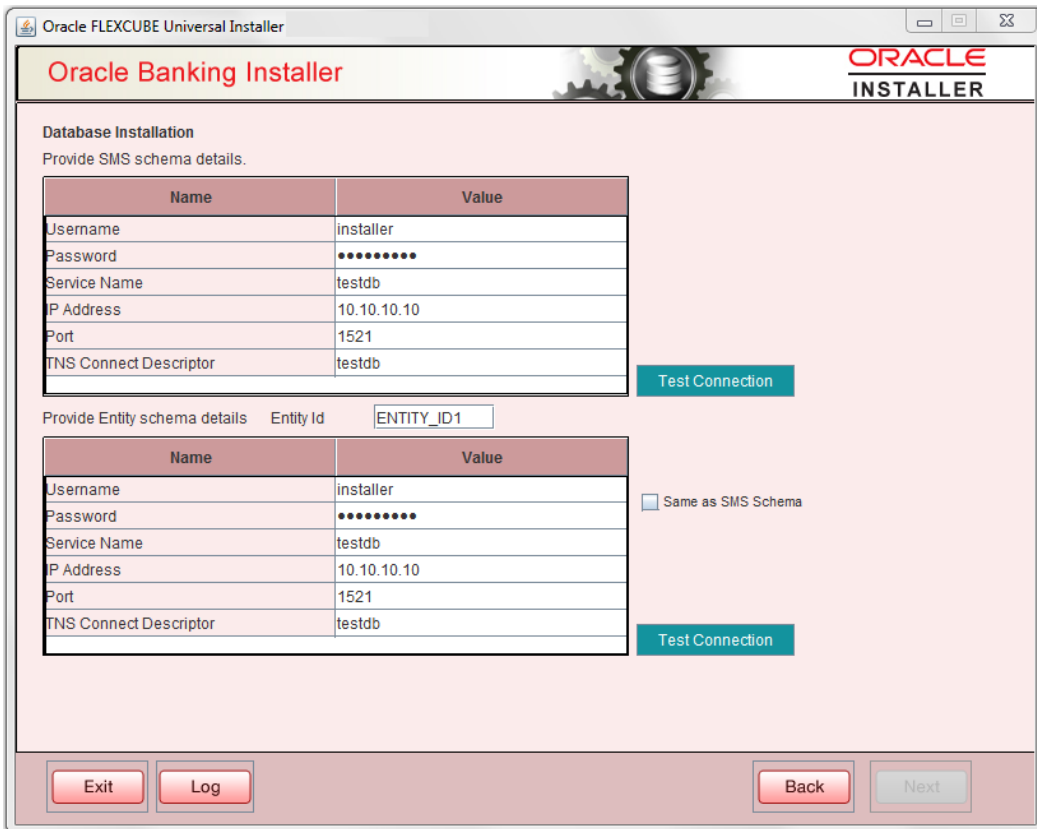 Oracle FLEXCUBE Universal Installer
Oracle Banking Installer
ORACLE
INSTALLER
Database Installation
Provide SMS schema details.
Name Value
Username installer
Password •••••••••
Service Name testdb
IP Address 10.10.10.10
Port 1521
TNS Connect Descriptor testdb
Test Connection
Provide Entity schema details Entity Id ENTITY_ID1
Name Value
Username installer
Same as SMS Schema
Password •••••••••
Service Name testdb
IP Address 10.10.10.10
Port 1521
TNS Connect Descriptor testdb
Test Connection
Exit Log Back Next